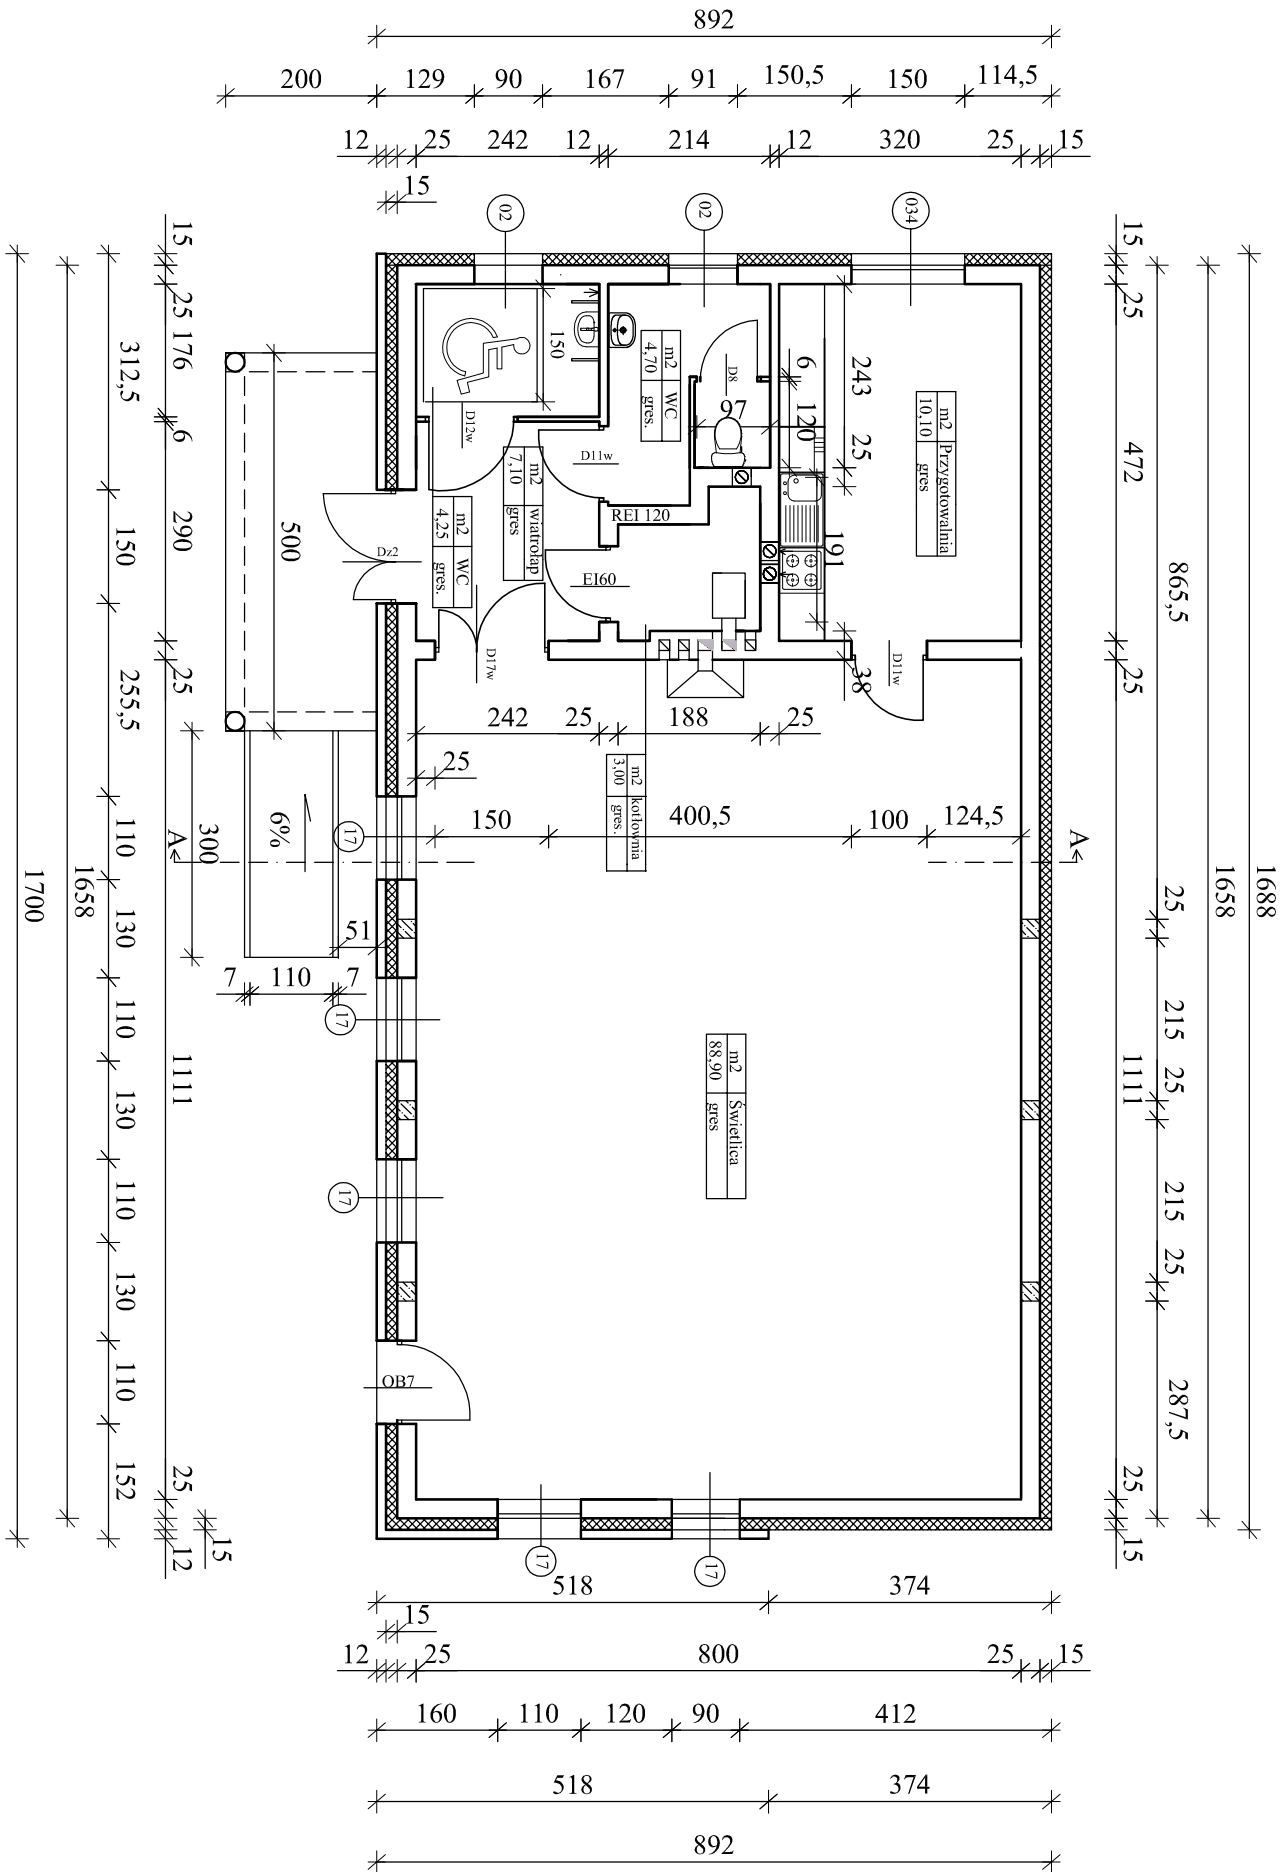 892
200 129 90 167 91 150,5 150 114,5
12 25 242 12 214 12 320 25 15
15
02
02
034
15
25
176
6
290
25
1111
25
15
12
312,5
150
255,5
110
130
110
130
110
130
110
152
1658
1700
15
25
472
25
1111
25
15
865,5
25
215
25
215
25
287,5
1658
1688
150
m2 WC
4,70 gres.
D8
97
6
120
243
25
191
38
m2 Przygotowalnia
10,10 gres
D12w
D11w
m2 wiatrołap
7,10 gres
m2 WC
4,25 gres.
REI 120
EI60
Dz2
D17w
D11w
500
242 25 188 25
25
m2 kotłownia
3,00 gres.
150 400,5 100 124,5
A
A
300
6%
17
51
7 110 7
17
m2 Świetlica
88,90 gres
17
OB7
17
17
518 374
15
12 25 800 25 15
160 110 120 90 412
518 374
892